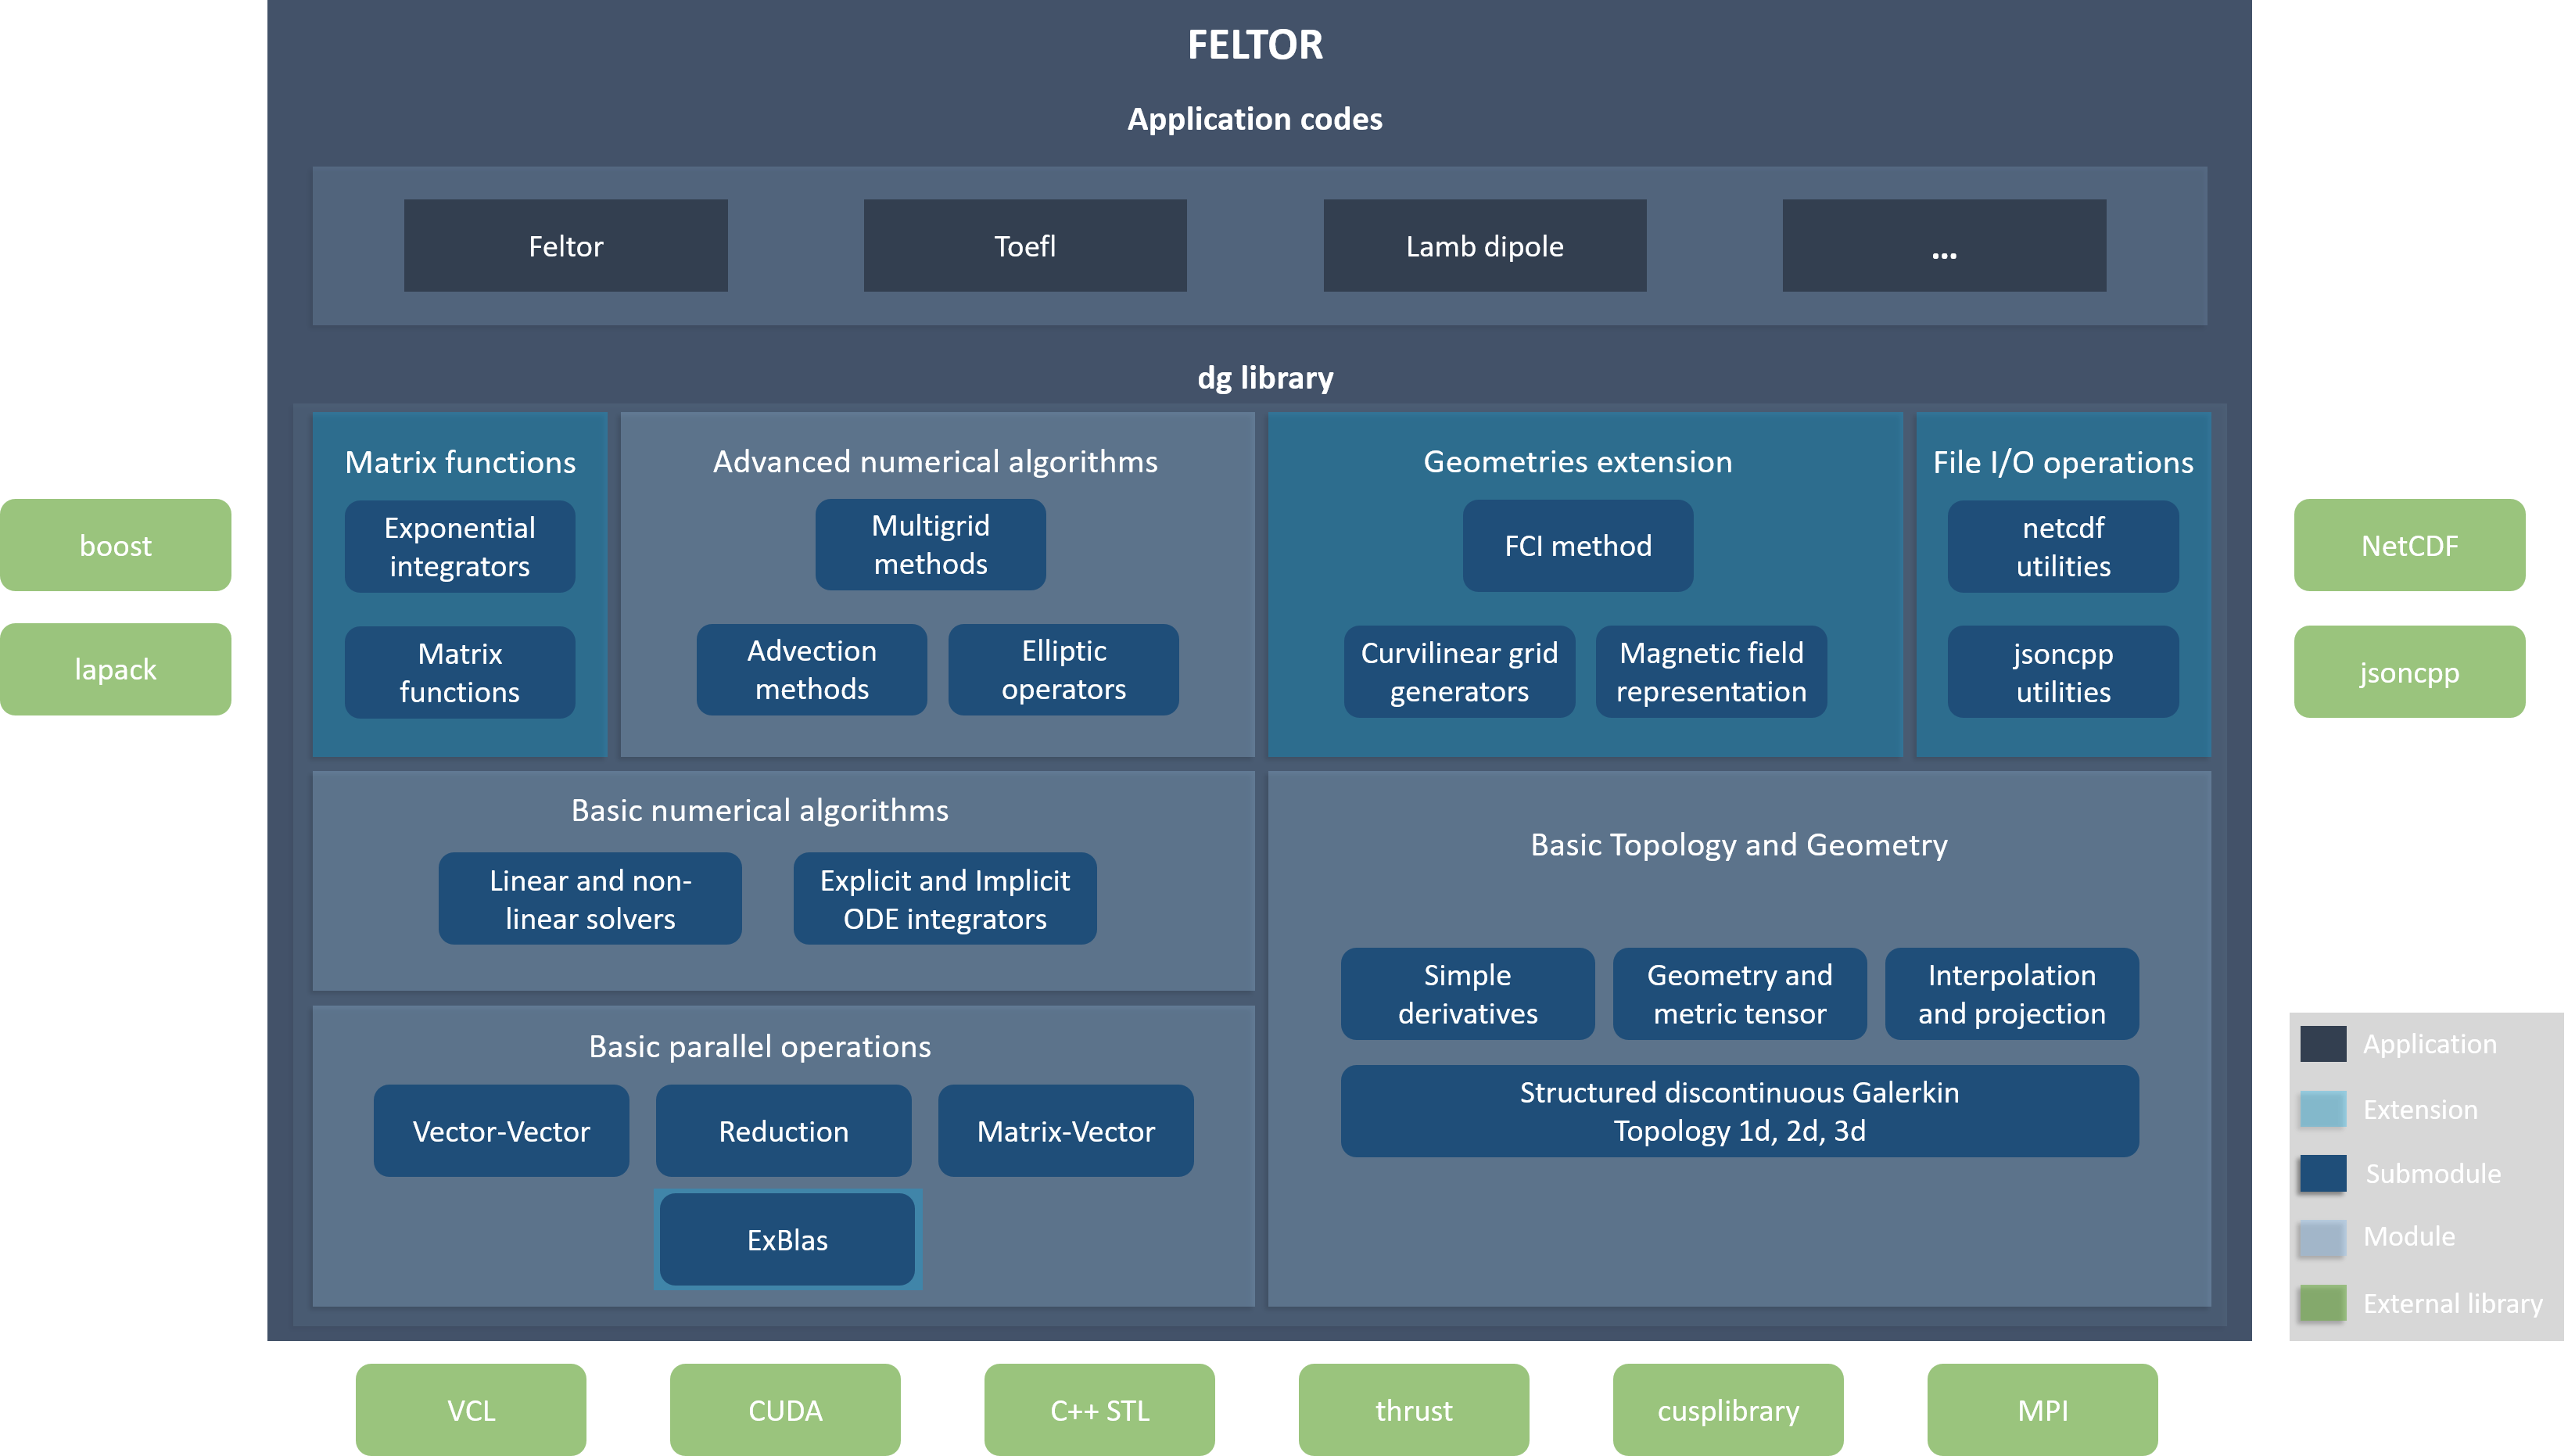 FELTOR
Application codes
Feltor
Toefl
Lamb dipole
...
dg library
Matrix functions
Exponential
integrators
Matrix
functions
Advanced numerical algorithms
Multigrid
methods
Advection
methods
Elliptic
operators
Geometries extension
FCI method
Curvilinear grid
generators
Magnetic field
representation
File I/O operations
netcdf
utilities
jsoncpp
utilities
boost
lapack
NetCDF
jsoncpp
Basic numerical algorithms
Linear and non-
linear solvers
Explicit and Implicit
ODE integrators
Basic Topology and Geometry
Simple
derivatives
Geometry and
metric tensor
Interpolation
and projection
Structured discontinuous Galerkin
Topology 1d, 2d, 3d
Basic parallel operations
Vector-Vector
Reduction
Matrix-Vector
ExBlas
Application
Extension
Submodule
Module
External library
VCL
CUDA
C++ STL
thrust
cusplibrary
MPI